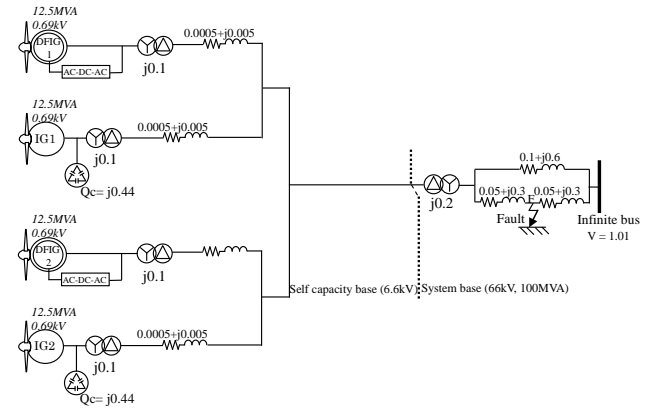 12.5MVA
0.69kV
DFIG
1
AC-DC-AC
j0.1
0.0005+j0.005
12.5MVA
0.69kV
IG1
j0.1
0.0005+j0.005
Qc= j0.44
12.5MVA
0.69kV
DFIG
2
AC-DC-AC
j0.1
12.5MVA
0.69kV
IG2
j0.1
0.0005+j0.005
Qc= j0.44
Self capacity base (6.6kV)
System base (66kV, 100MVA)
j0.2
0.1+j0.6
0.05+j0.3
F
0.05+j0.3
Fault
Infinite bus
V = 1.01